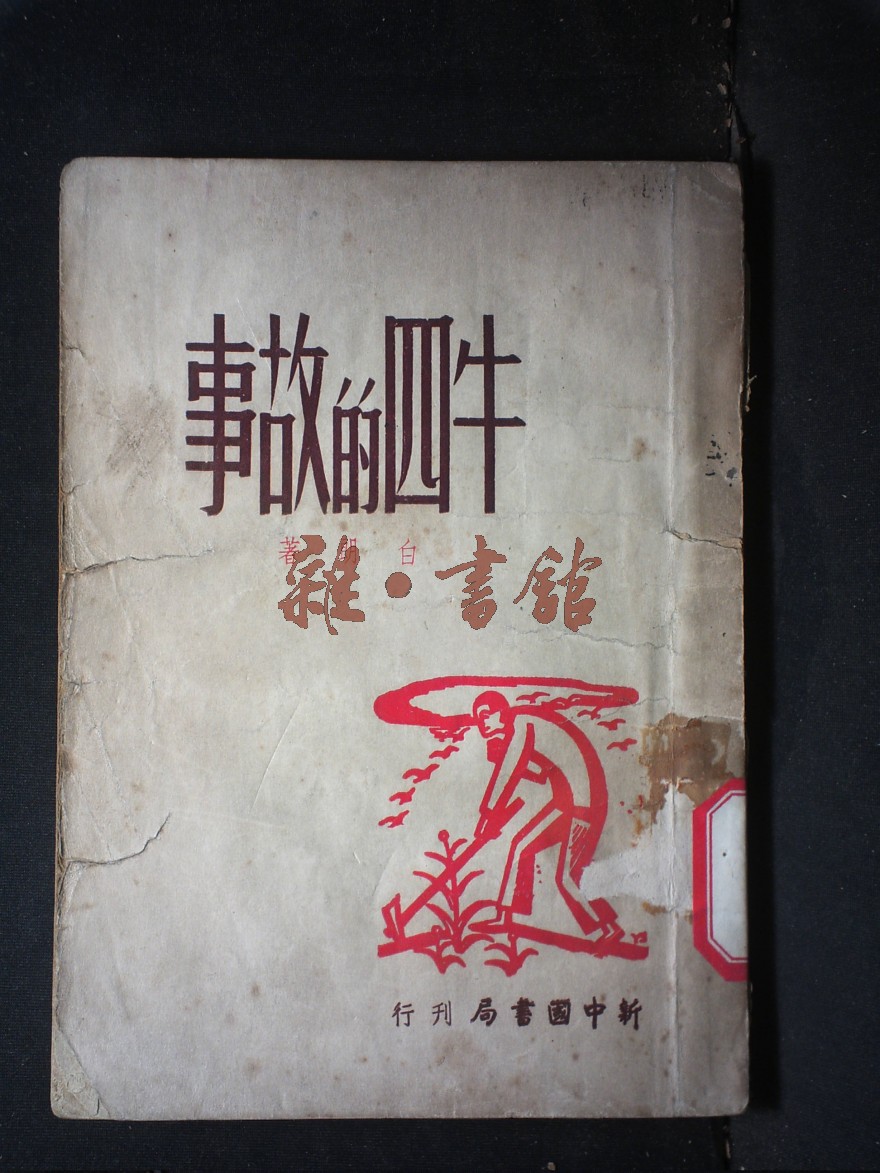 牛四的故事
白朗著
雜●書館
新中國書局刊行